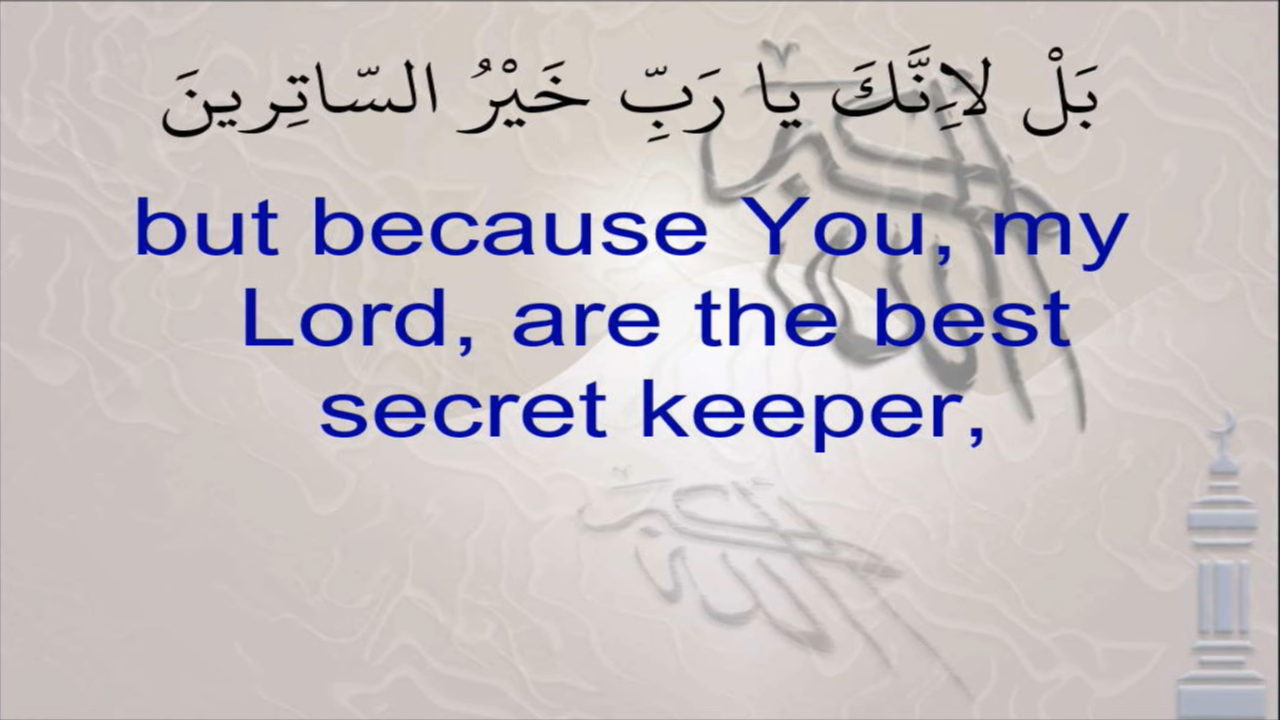 بَلْ لاَِنَّكَ يا رَبِّ خَيْرُ السّاتِرينَ
but because You, my
Lord, are the best
secret keeper,